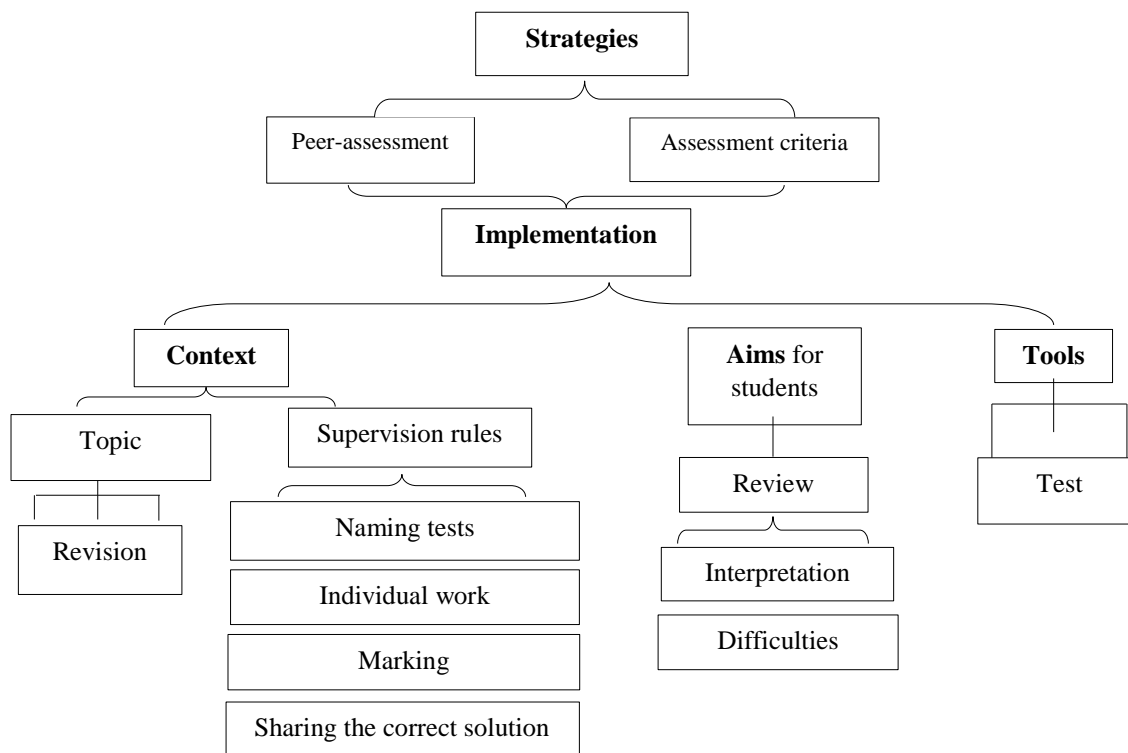 Strategies
Peer-assessment
Assessment criteria
Implementation
Context
Aims for
students
Tools
Topic
Supervision rules
Review
Test
Revision
Naming tests
Interpretation
Individual work
Difficulties
Marking
Sharing the correct solution